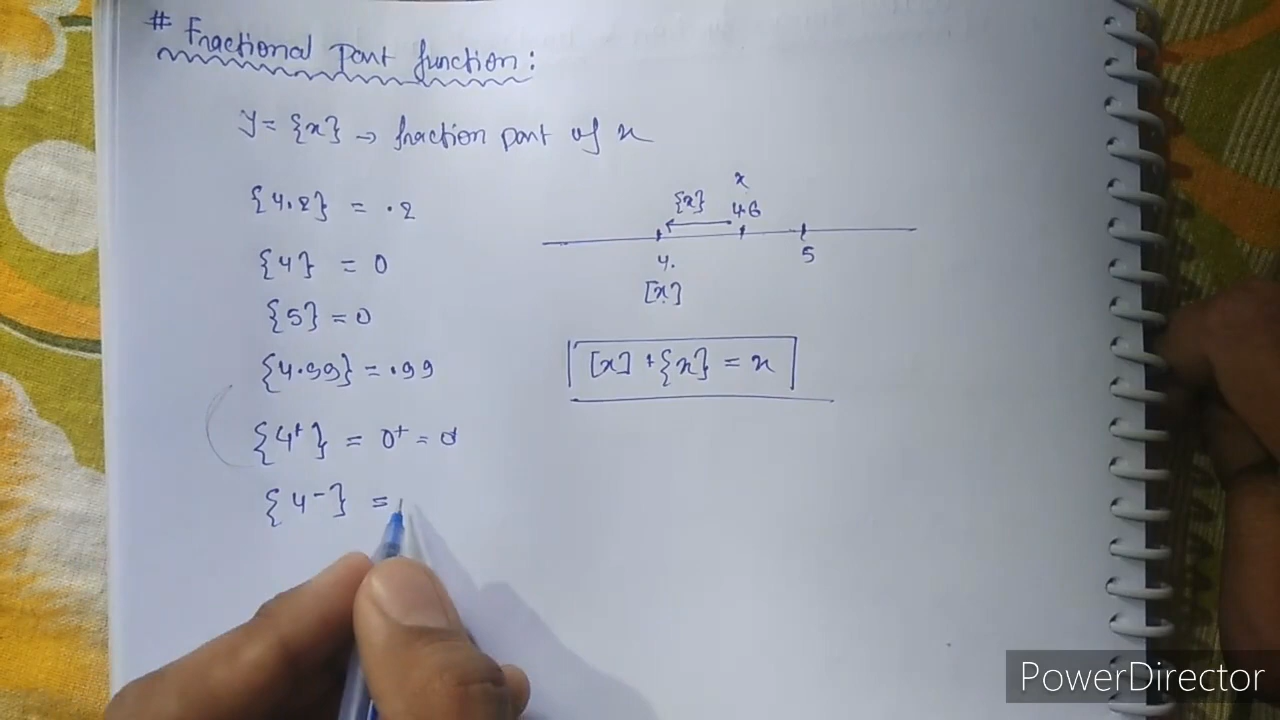 # Fractional part function:
y = {x} → fraction part of x
{4.2} = .2
{4} = 0
{5} = 0
{4.99} = .99
{4⁺} = 0⁺ = 0
{4⁻} =
x
{x} 4.6
4. 5
[x]
[x] + {x} = x
PowerDirector